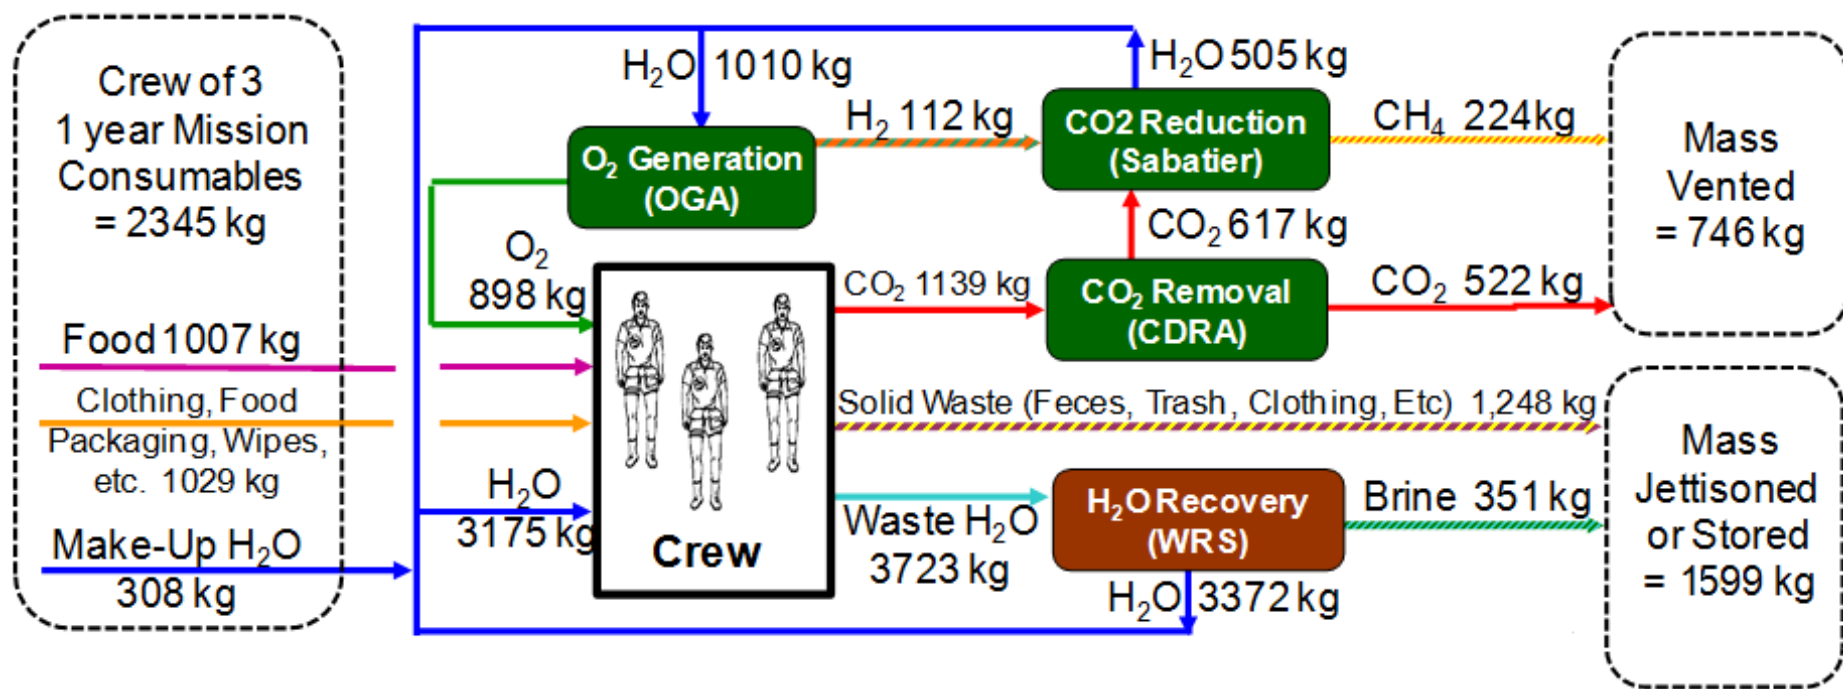 Crew of 3
1 year Mission
Consumables
= 2345 kg
Food 1007 kg
Clothing, Food
Packaging, Wipes,
etc. 1029 kg
Make-Up H₂O
308 kg
H₂O 1010 kg
O₂ Generation
(OGA)
O₂
898 kg
H₂O
3175 kg
Crew
H₂ 112 kg
H₂O 505 kg
CO2 Reduction
(Sabatier)
CO₂ 617 kg
CO₂ 1139 kg
CO₂ Removal
(CDRA)
CH₄ 224kg
CO₂ 522 kg
Solid Waste (Feces, Trash, Clothing, Etc) 1,248 kg
Waste H₂O
3723 kg
H₂O Recovery
(WRS)
H₂O 3372 kg
Brine 351 kg
Mass
Vented
= 746 kg
Mass
Jettisoned
or Stored
= 1599 kg